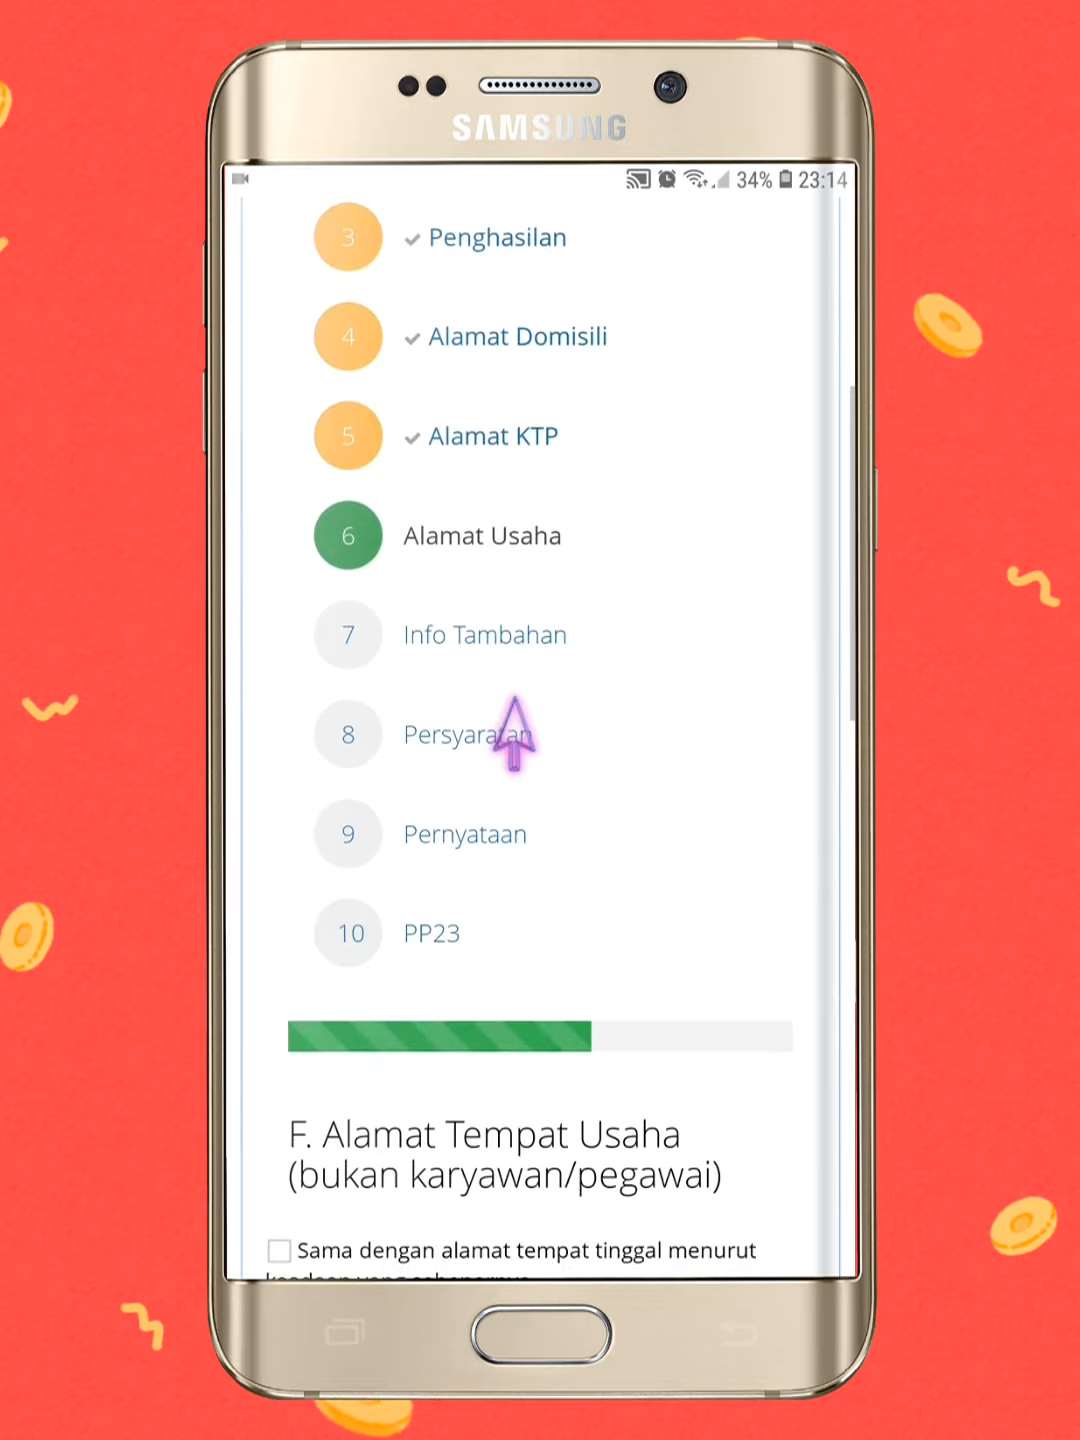 SAMSUNG
34% 23:14
3 Penghasilan
4 Alamat Domisili
5 Alamat KTP
6 Alamat Usaha
7 Info Tambahan
8 Persyaratan
9 Pernyataan
10 PP23
F. Alamat Tempat Usaha
(bukan karyawan/pegawai)
Sama dengan alamat tempat tinggal menurut